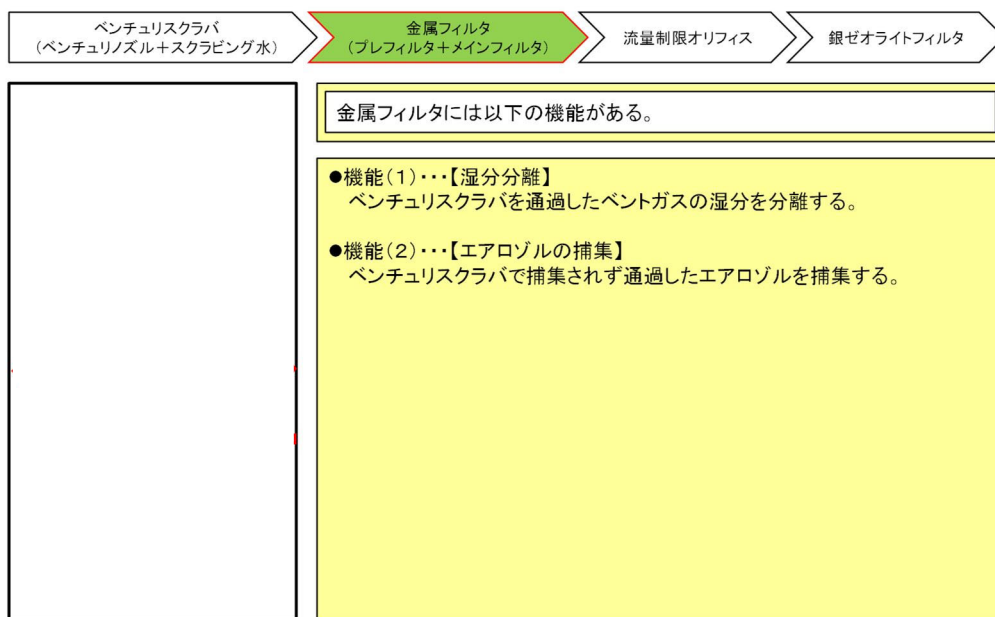 ベンチュリスクラバ
(ベンチュリノズル+スクラビング水)
金属フィルタ
(プレフィルタ+メインフィルタ)
流量制限オリフィス
銀ゼオライトフィルタ
金属フィルタには以下の機能がある。
●機能(1)・・・【湿分分離】
ベンチュリスクラバを通過したベントガスの湿分を分離する。
●機能(2)・・・【エアロゾルの捕集】
ベンチュリスクラバで捕集されず通過したエアロゾルを捕集する。